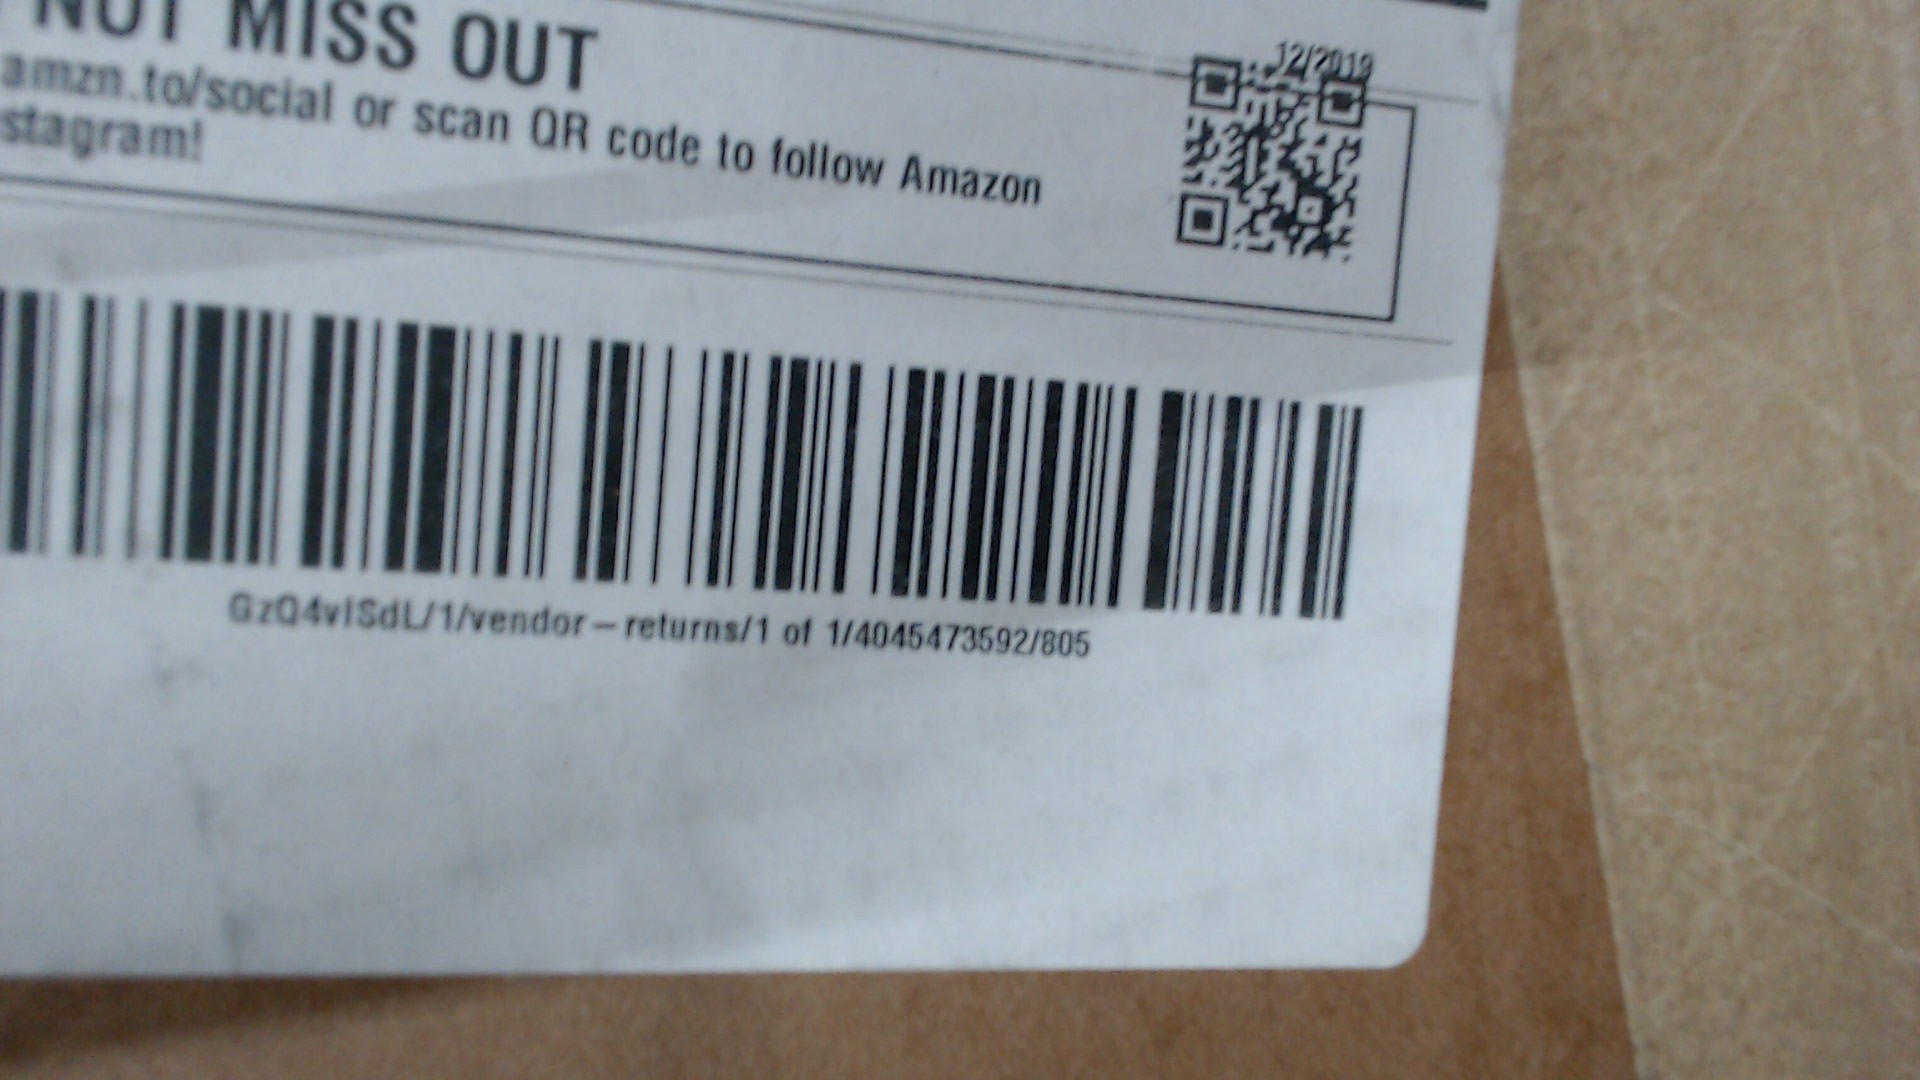 NOT MISS OUT
12/2019
amzn.to/social or scan QR code to follow Amazon
stagram!
GzQ4vlSdL/1/vendor-returns/1 of 1/4045473592/805